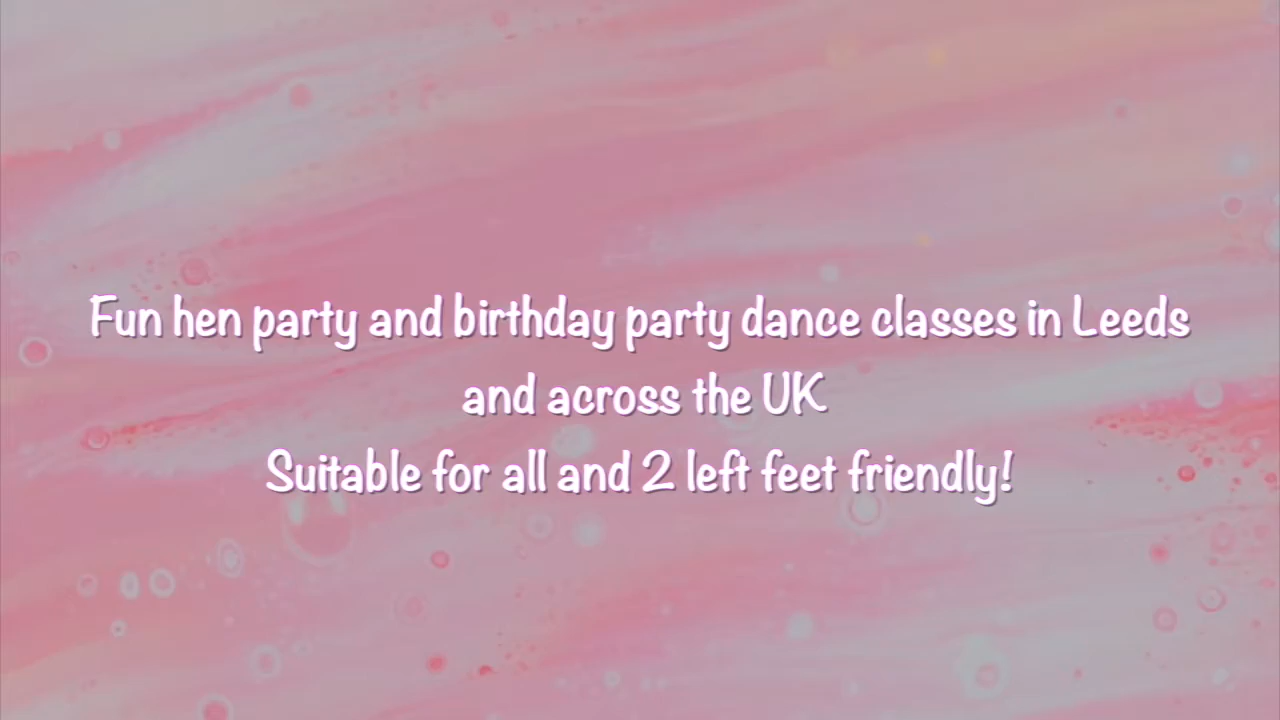 Fun hen party and birthday party dance classes in Leeds
and across the UK
Suitable for all and 2 left feet friendly!